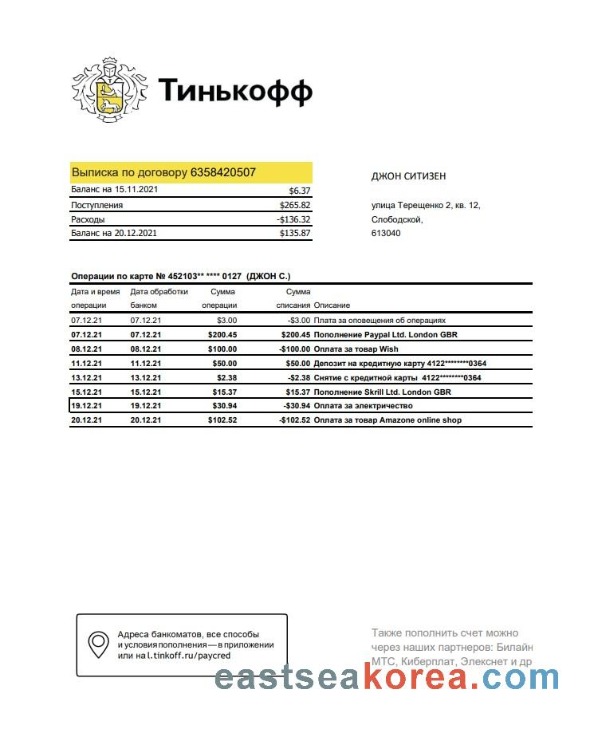 Тинькофф
Выписка по договору 6358420507
Баланс на 15.11.2021 $6.37
Поступления $265.82
Расходы -$136.32
Баланс на 20.12.2021 $135.87
ДЖОН СИТИЗЕН
улица Терещенко 2, кв. 12,
Слободской,
613040
Операции по карте № 452103** **** 0127 (ДЖОН С.)
Дата и время Дата обработки Сумма Сумма
операции банком операции списания Описание
07.12.21 07.12.21 $3.00 -$3.00 Плата за оповещения об операциях
07.12.21 07.12.21 $200.45 $200.45 Пополнение Paypal Ltd. London GBR
08.12.21 08.12.21 $100.00 -$100.00 Оплата за товар Wish
11.12.21 11.12.21 $50.00 $50.00 Депозит на кредитную карту 4122********0364
13.12.21 13.12.21 $2.38 -$2.38 Снятие с кредитной карты 4122********0364
15.12.21 15.12.21 $15.37 $15.37 Пополнение Skrill Ltd. London GBR
19.12.21 19.12.21 $30.94 -$30.94 Оплата за электричество
20.12.21 20.12.21 $102.52 -$102.52 Оплата за товар Amazone online shop
Адреса банкоматов, все способы
и условия пополнения — в приложении
или на l.tinkoff.ru/paycred
Также пополнить счет можно
через наших партнеров: Билайн
МТС, Киберплат, Элекснет и др
eastseakorea.com